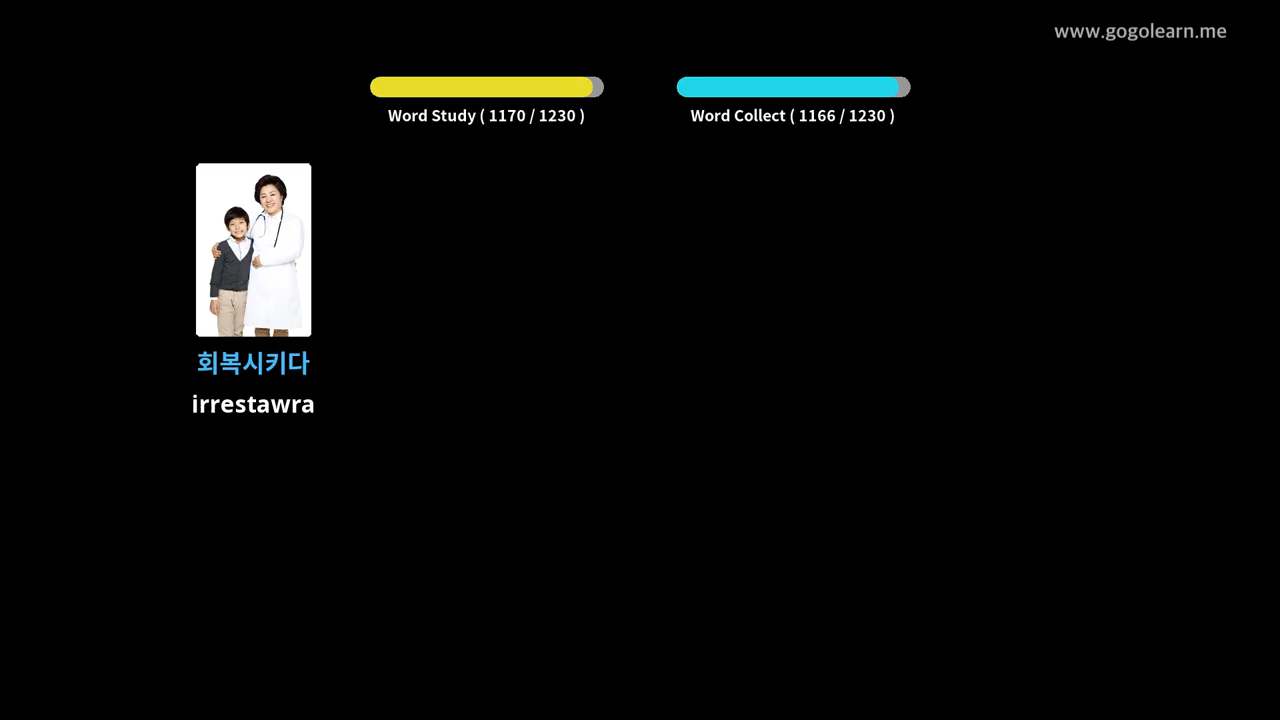 www.gogolearn.me
Word Study ( 1170 / 1230 )
Word Collect ( 1166 / 1230 )
회복시키다
irrestawra